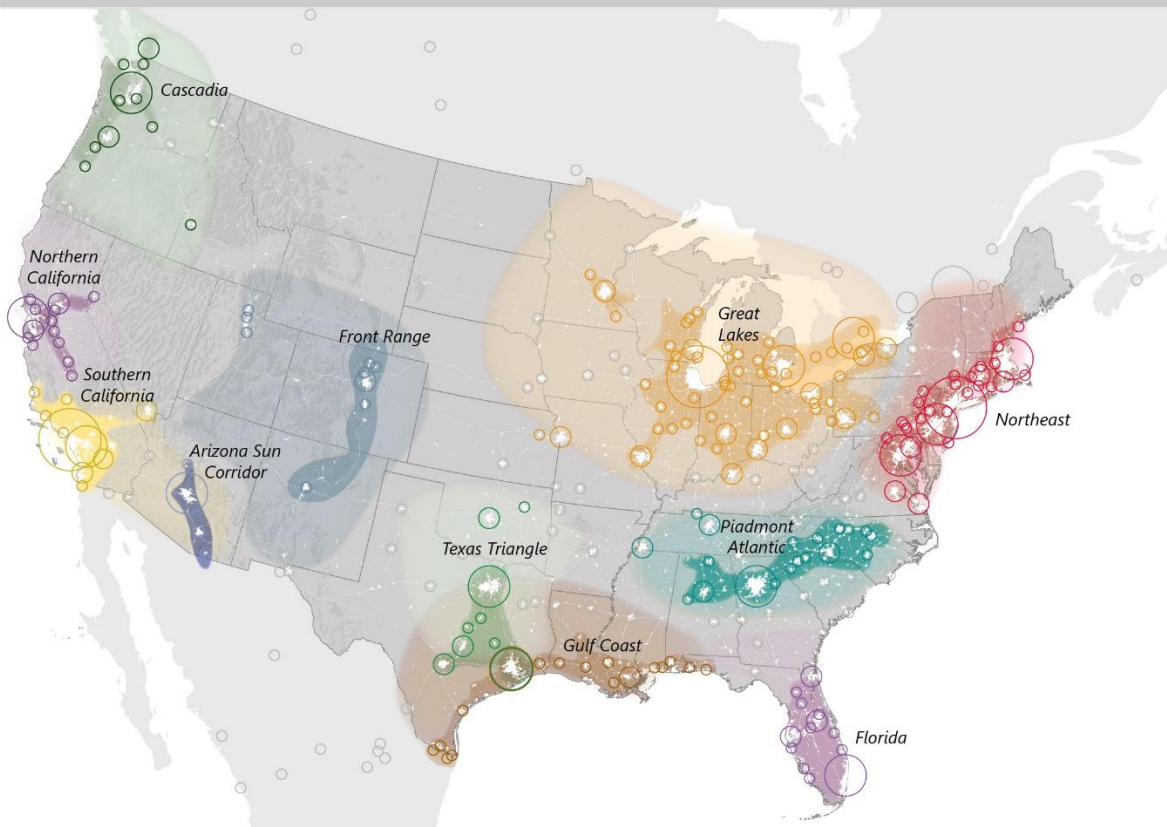 Cascadia
Northern
California
Front Range
Great
Lakes
Southern
California
Northeast
Arizona Sun
Corridor
Piadmont
Atlantic
Texas Triangle
Gulf Coast
Florida